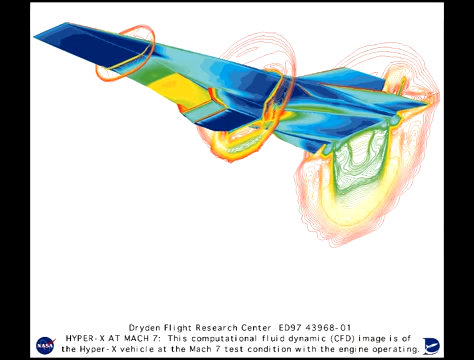 Dryden Flight Research Center ED97 43968-01
HYPER-X AT MACH 7: This computational fluid dynamic (CFD) image is of
the Hyper-X vehicle at the Mach 7 test condition with the engine operating.
NASA